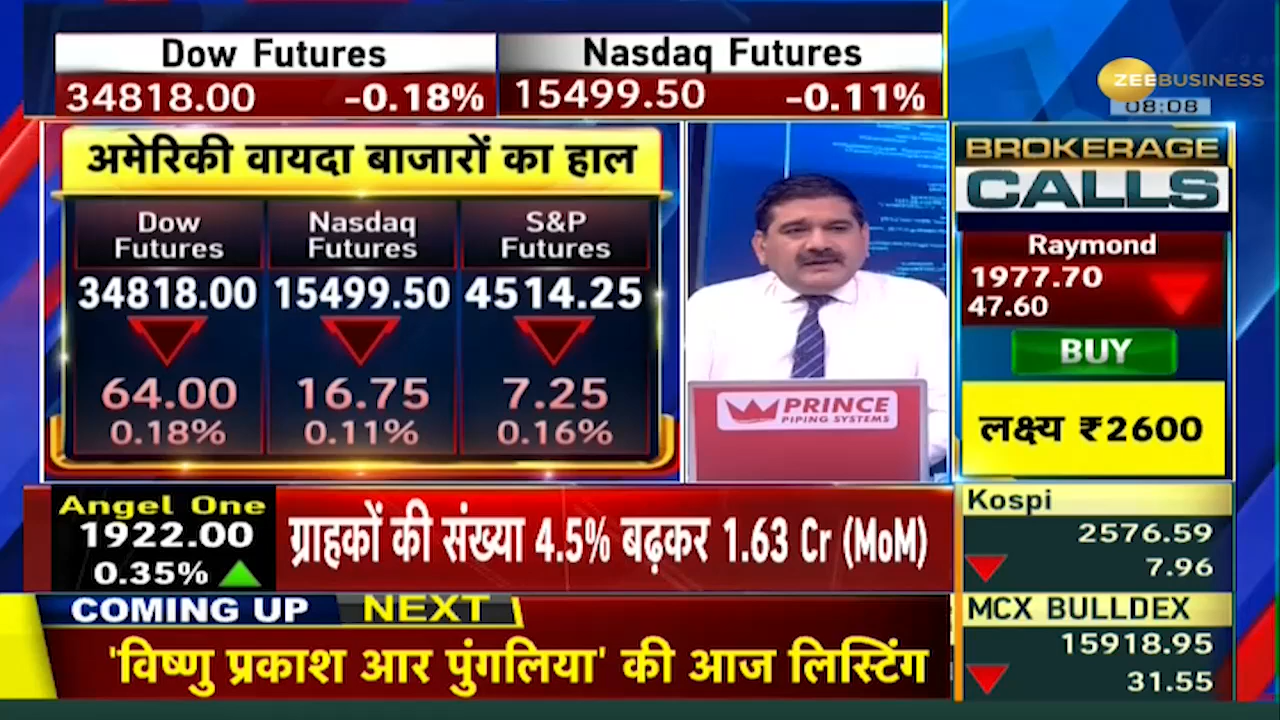 Dow Futures
34818.00 -0.18%
Nasdaq Futures
15499.50 -0.11%
ZEEBUSINESS
08:08
अमेरिकी वायदा बाजारों का हाल
Dow
Futures
34818.00
64.00
0.18%
Nasdaq
Futures
15499.50
16.75
0.11%
S&P
Futures
4514.25
7.25
0.16%
PRINCE
PIPING SYSTEMS
BROKERAGE
CALLS
Raymond
1977.70
47.60
BUY
लक्ष्य ₹2600
Angel One
1922.00
0.35%
ग्राहकों की संख्या 4.5% बढ़कर 1.63 Cr (MoM)
Kospi
2576.59
7.96
MCX BULLDEX
15918.95
31.55
COMING UP NEXT
'विष्णु प्रकाश आर पुंगलिया' की आज लिस्टिंग